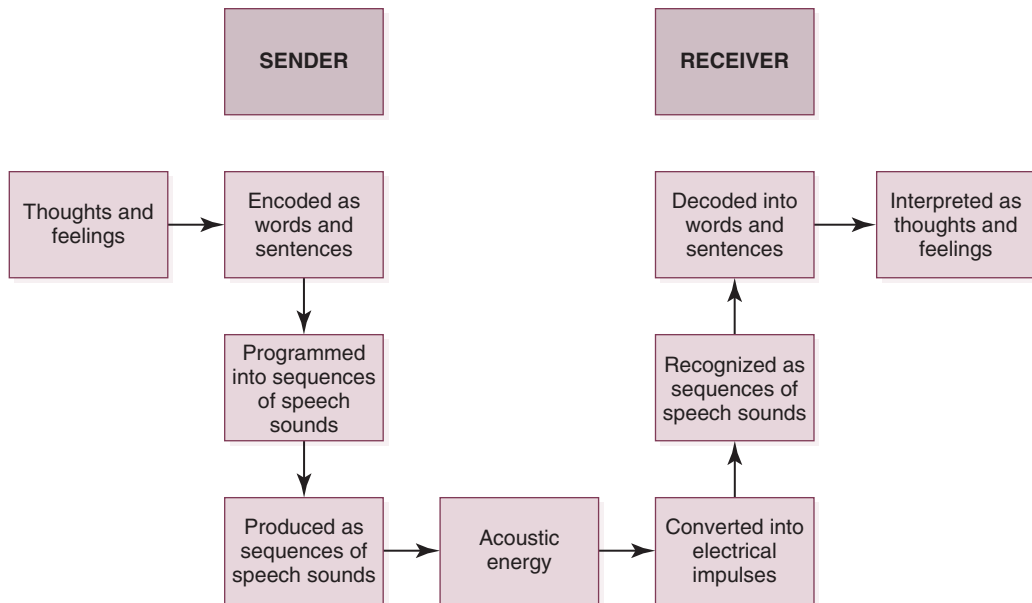 SENDER
RECEIVER
Thoughts and
feelings
Encoded as
words and
sentences
Programmed
into sequences
of speech
sounds
Produced as
sequences of
speech sounds
Acoustic
energy
Converted into
electrical
impulses
Recognized as
sequences of
speech sounds
Decoded into
words and
sentences
Interpreted as
thoughts and
feelings